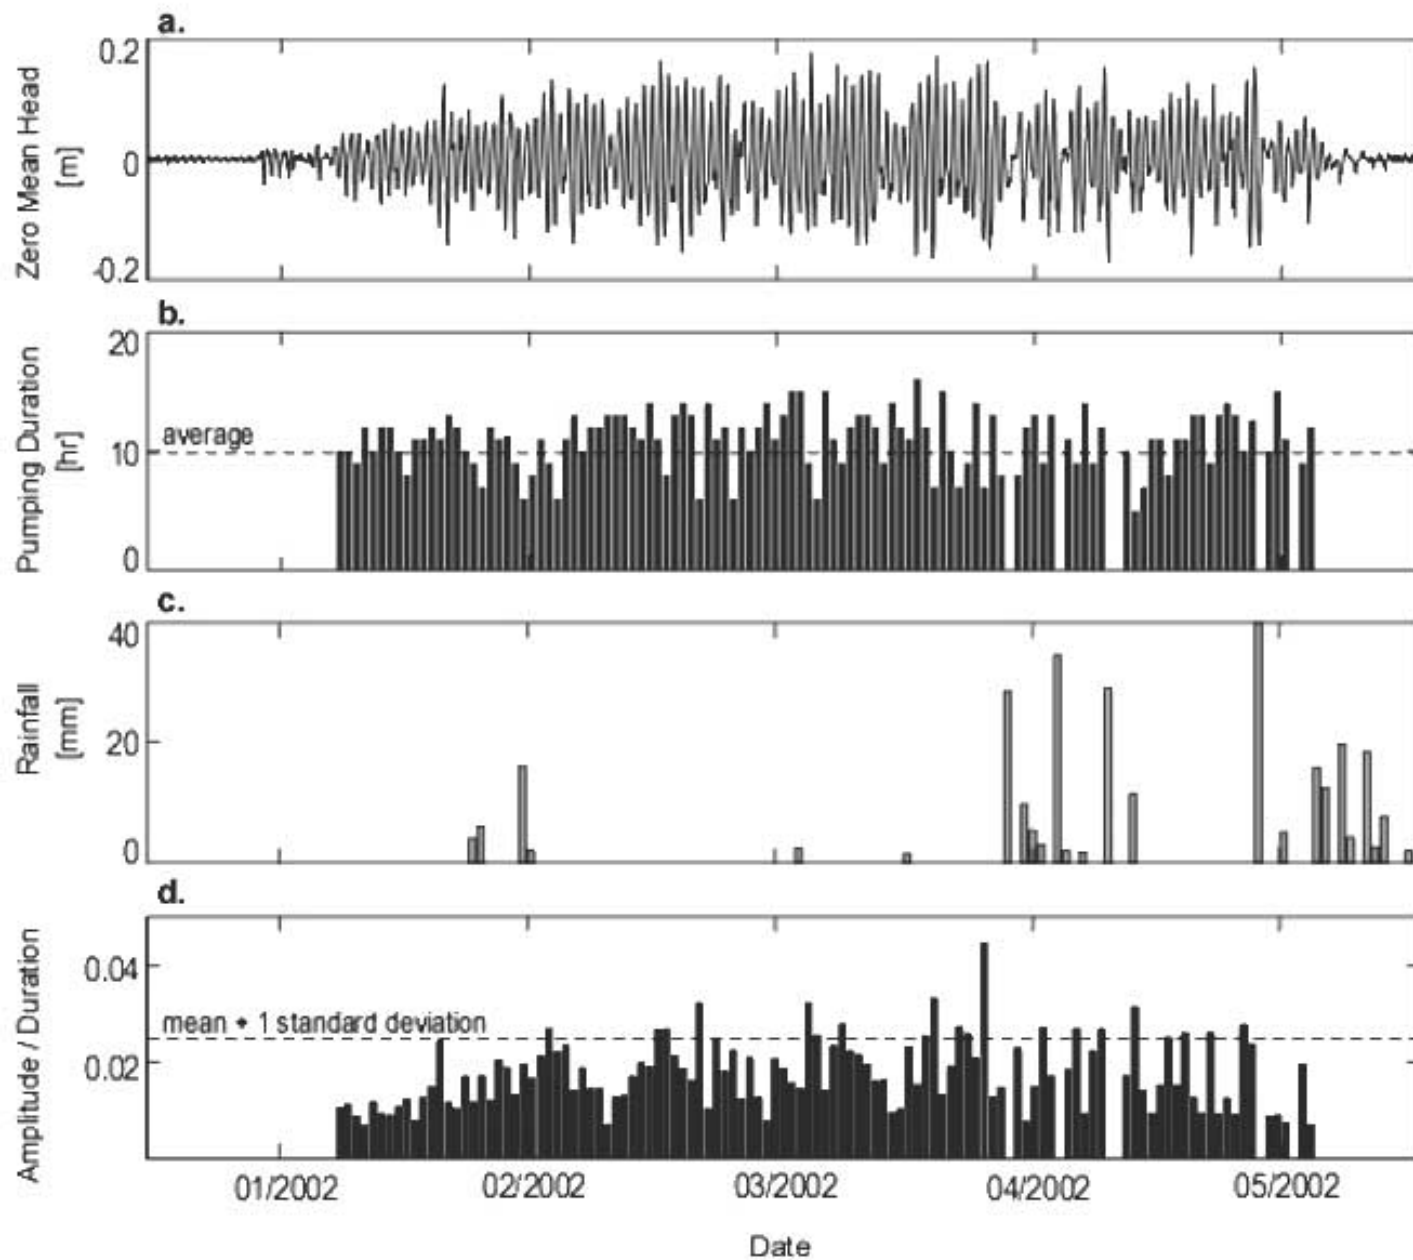 a.
0.2
0
-0.2
Zero Mean Head
[m]
b.
20
10
0
average
Pumping Duration
[hr]
c.
40
20
0
Rainfall
[mm]
d.
0.04
0.02
mean + 1 standard deviation
Amplitude / Duration
01/2002 02/2002 03/2002 04/2002 05/2002
Date